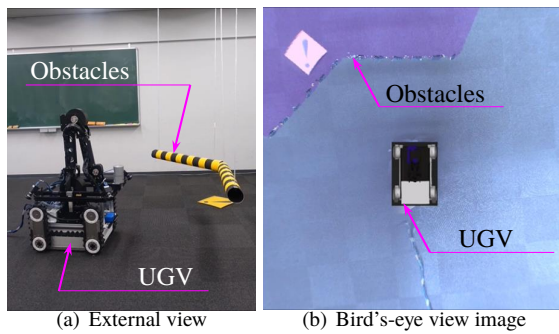 Obstacles
UGV
(a) External view
Obstacles
UGV
(b) Bird's-eye view image